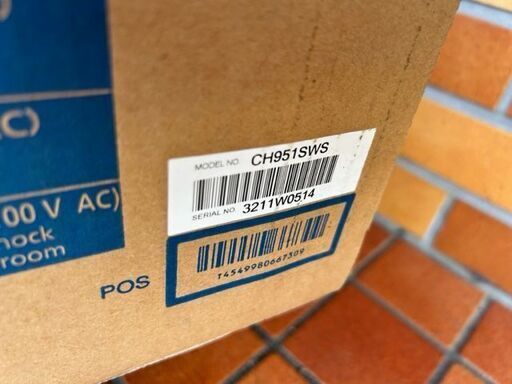 C)
00 V AC)
hock
room
MODEL NO. CH951SWS
SERIAL NO. 3211W0514
POS
T4549980667309